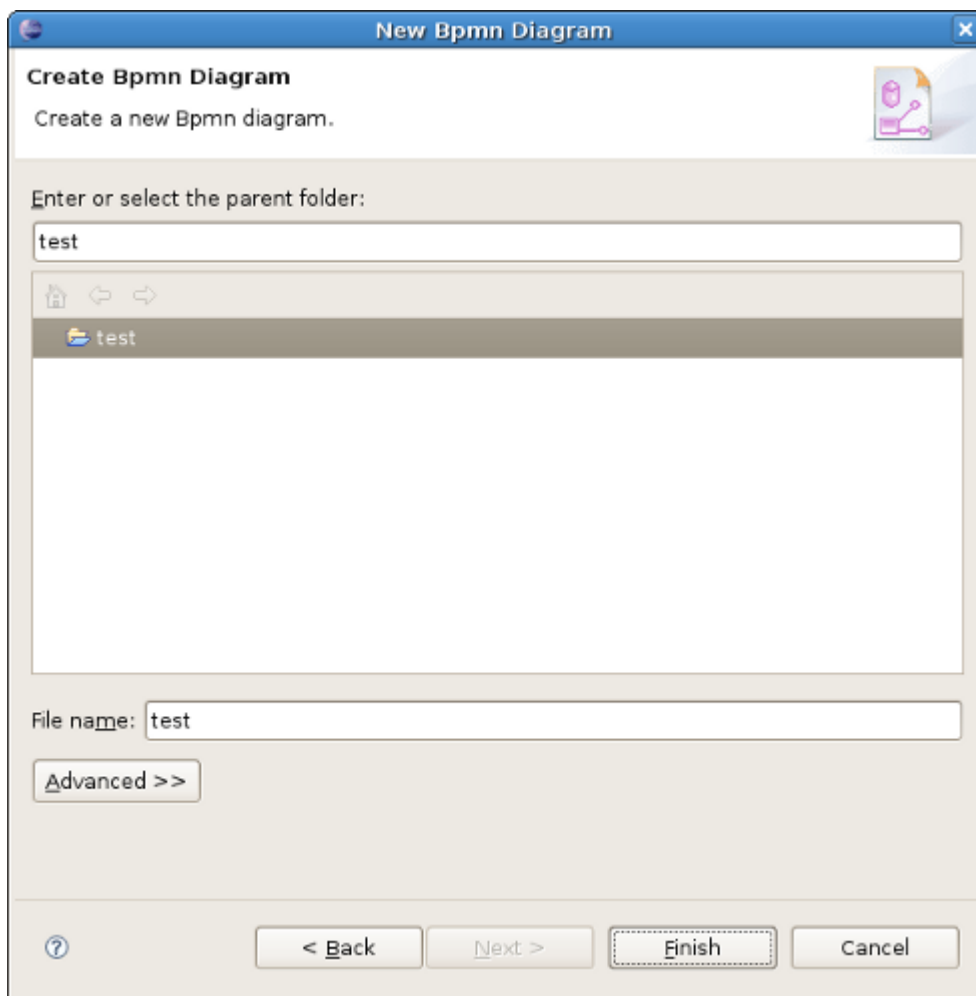 New Bpmn Diagram
Create Bpmn Diagram
Create a new Bpmn diagram.
Enter or select the parent folder:
test
test
File name: test
Advanced >>
< Back Next > Finish Cancel